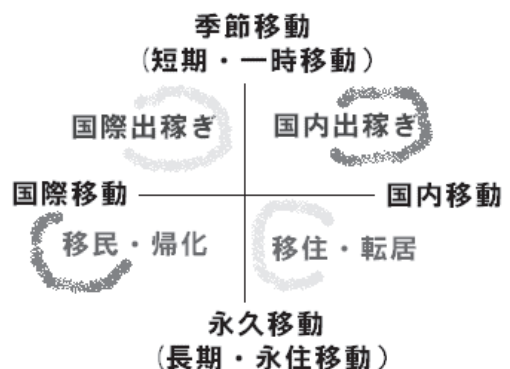 季節移動
（短期・一時移動）
国際出稼ぎ
国内出稼ぎ
国際移動
国内移動
移民・帰化
移住・転居
永久移動
（長期・永住移動）